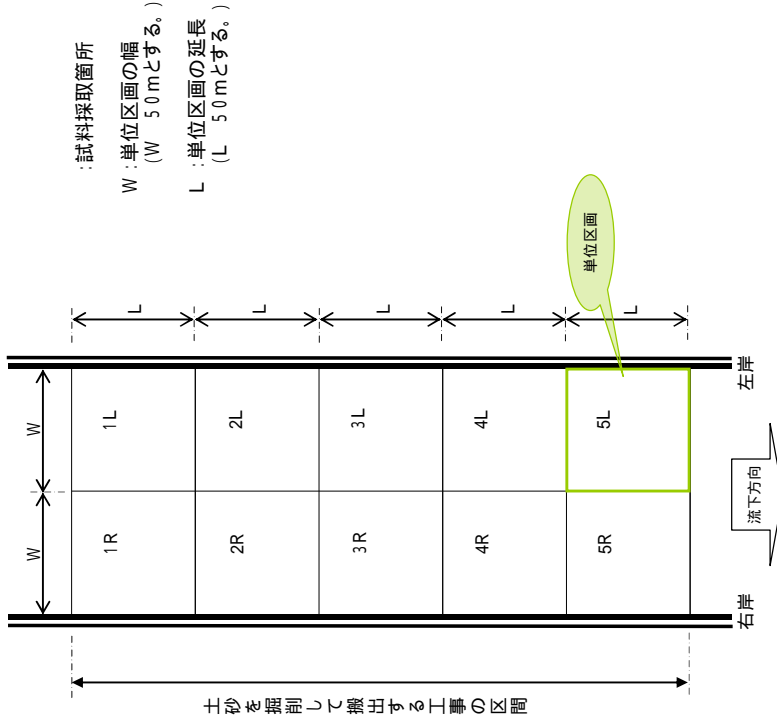 :試料採取箇所
W:単位区画の幅
(W 50mとする。)
L:単位区画の延長
(L 50mとする。)
W
W
1R
1L
L
2R
2L
L
3R
3L
L
4R
4L
L
5R
5L
L
単位区画
右岸
左岸
流下方向
土砂を掘削して搬出する工事の区間